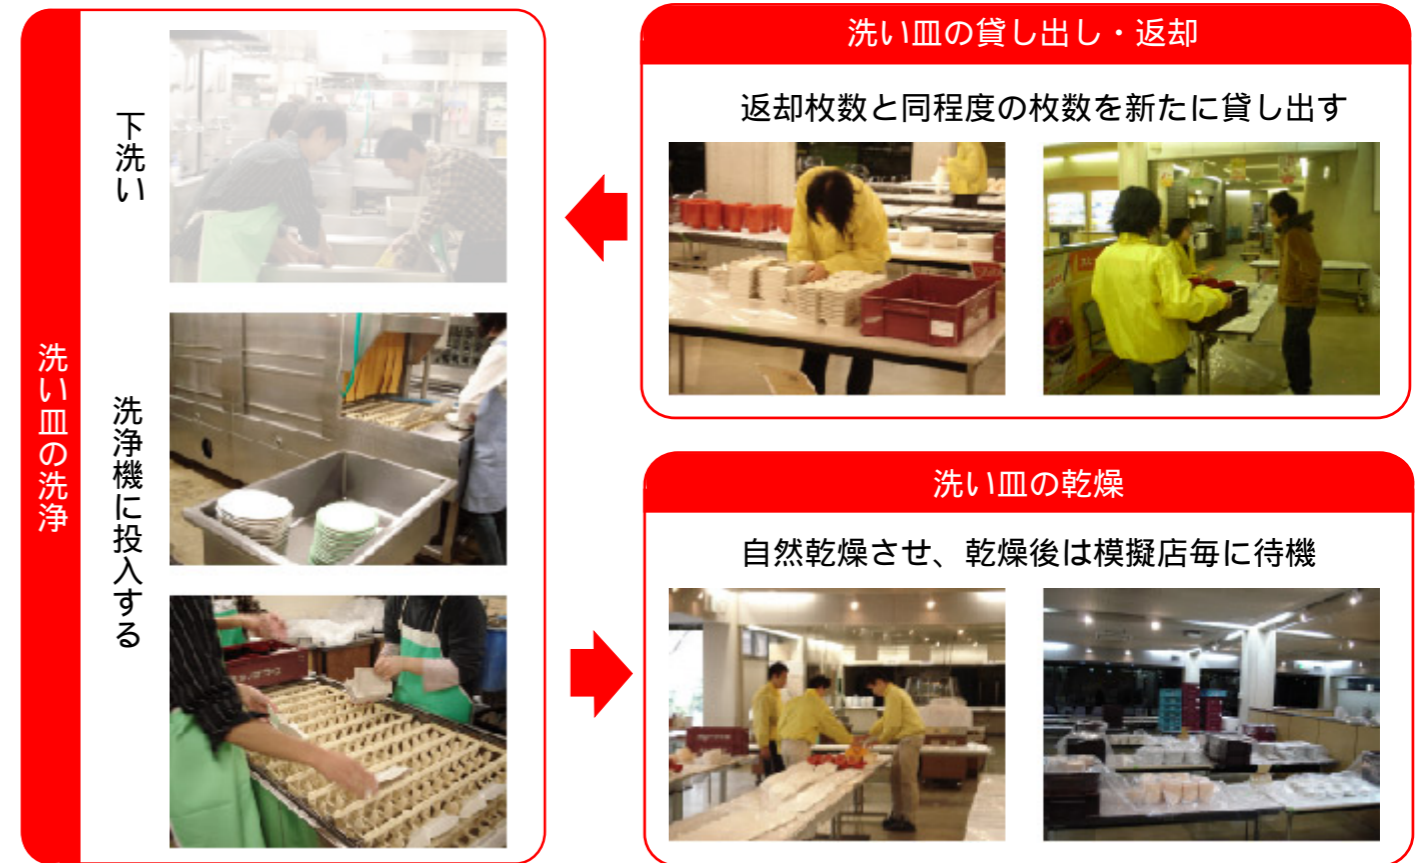 洗い皿の貸し出し・返却
返却枚数と同程度の枚数を新たに貸し出す
洗い皿の洗浄
下洗い
洗浄機に投入する
洗い皿の乾燥
自然乾燥させ、乾燥後は模擬店毎に待機